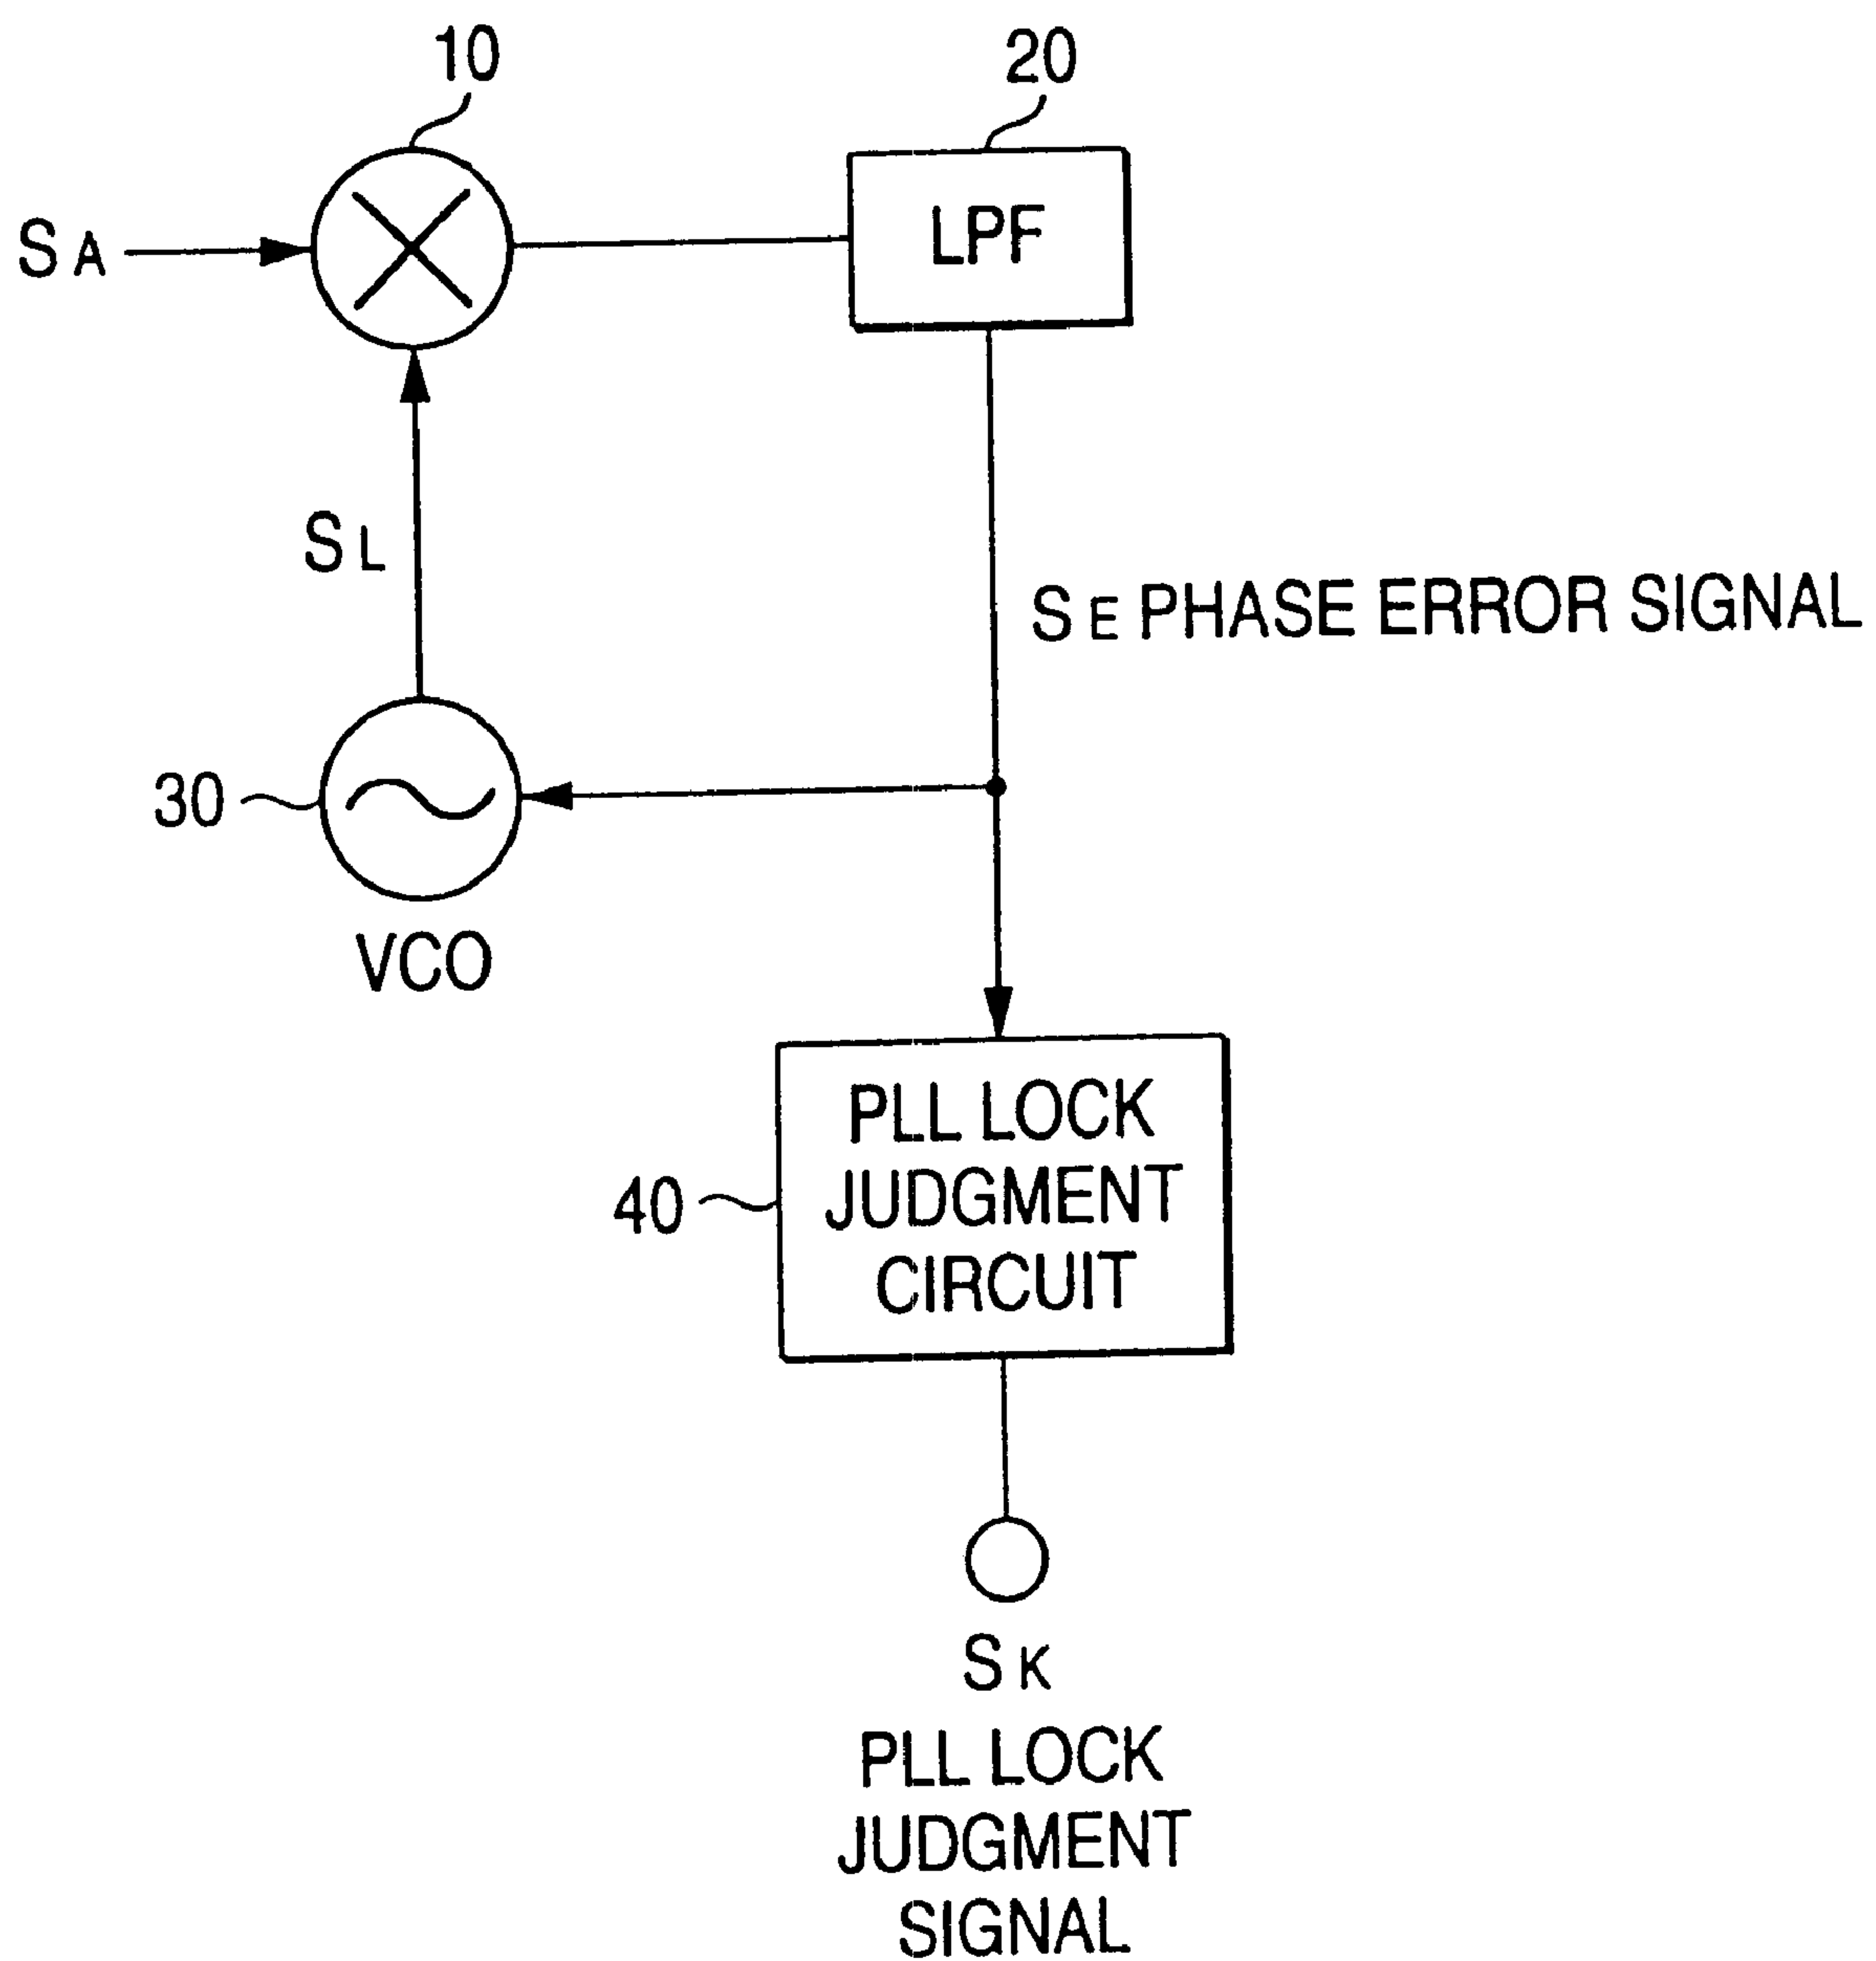 10
20
SA
LPF
SL
SE PHASE ERROR SIGNAL
30
VCO
PLL LOCK
JUDGMENT
CIRCUIT
40
SK
PLL LOCK
JUDGMENT
SIGNAL